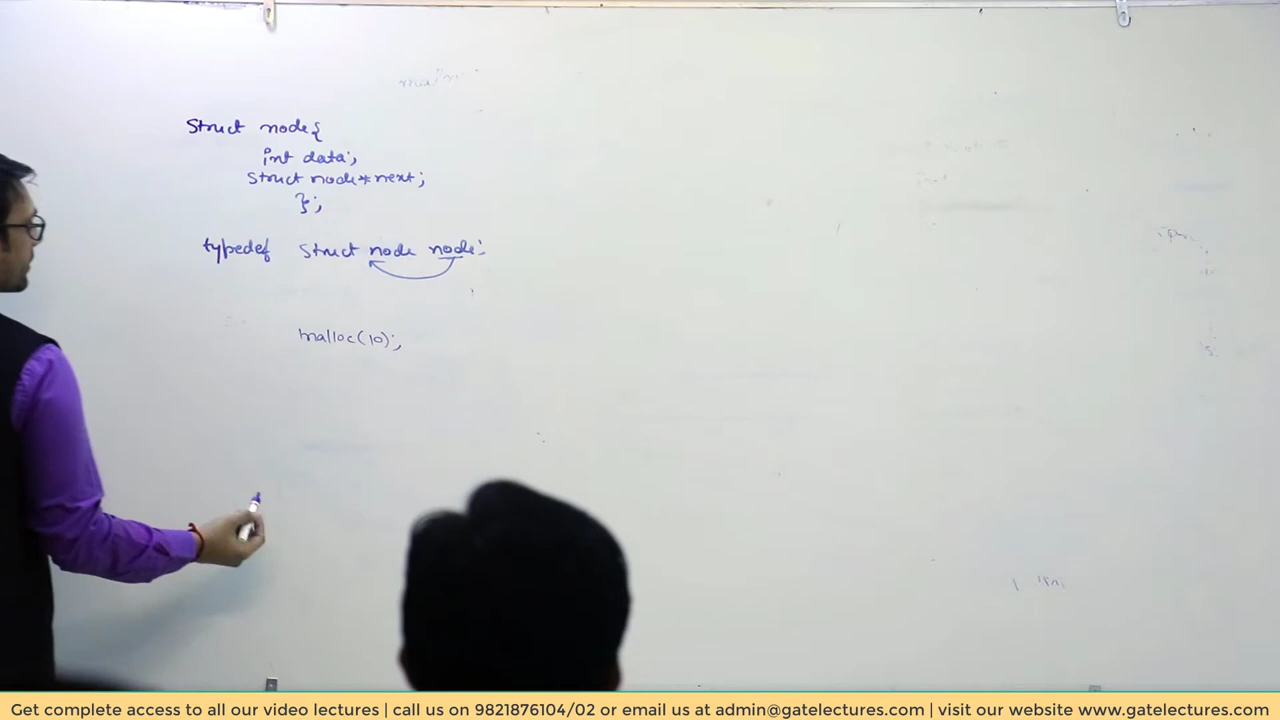 Struct node{
int data;
Struct node*next;
};
typedef Struct node node;
malloc(10);
Get complete access to all our video lectures | call us on 9821876104/02 or email us at admin@gatelectures.com | visit our website www.gatelectures.com